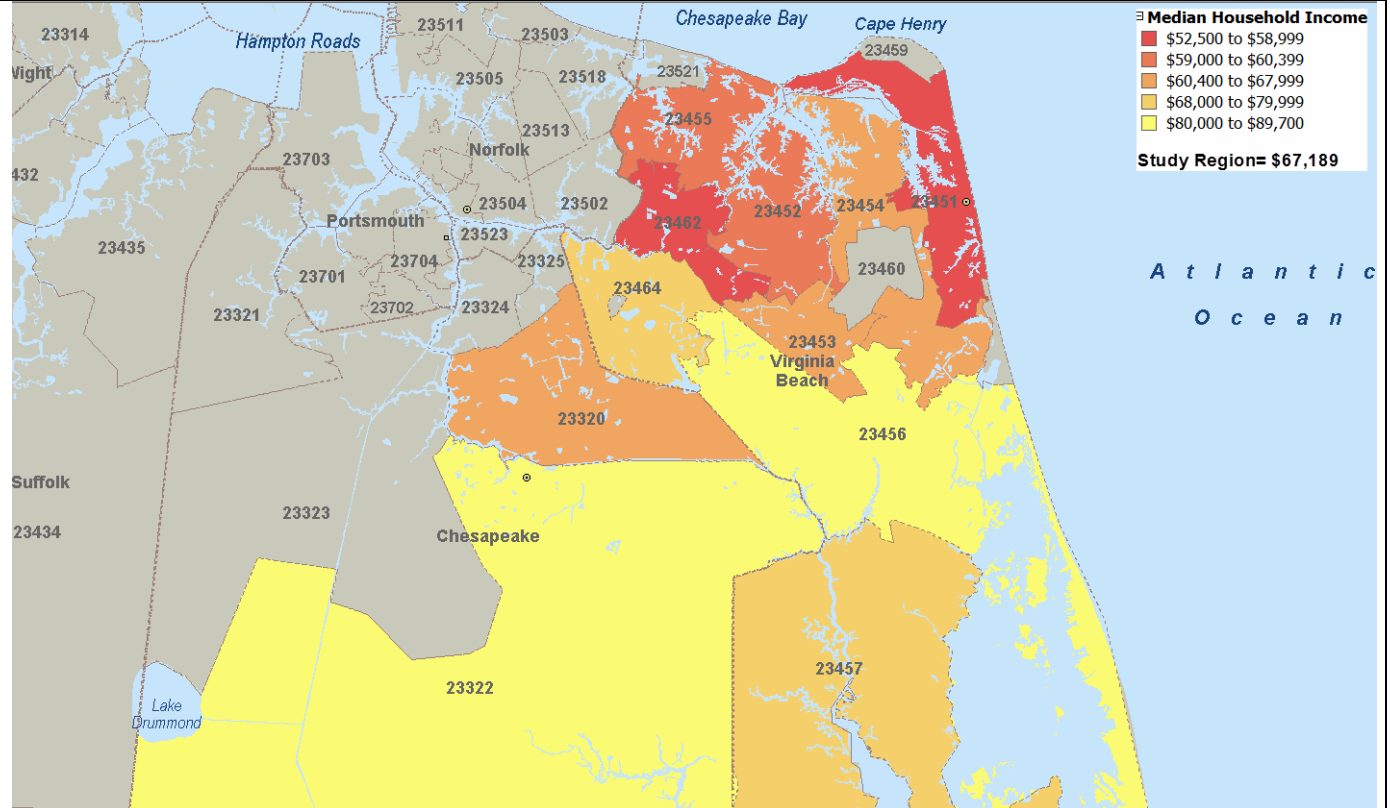 Median Household Income
$52,500 to $58,999
$59,000 to $60,399
$60,400 to $67,999
$68,000 to $79,999
$80,000 to $89,700
Study Region= $67,189
Chesapeake Bay
Cape Henry
Hampton Roads
23314
23511
23503
23459
Wight
23505
23518
23521
23455
23513
Norfolk
23703
432
23504
23502
23462
23452
23454
23451
Portsmouth
23523
23435
23704
23325
23460
23701
23464
A t l a n t i c
O c e a n
23702
23324
23321
23453
Virginia
Beach
23320
23456
Suffolk
23323
23434
Chesapeake
23457
23322
Lake
Drummond